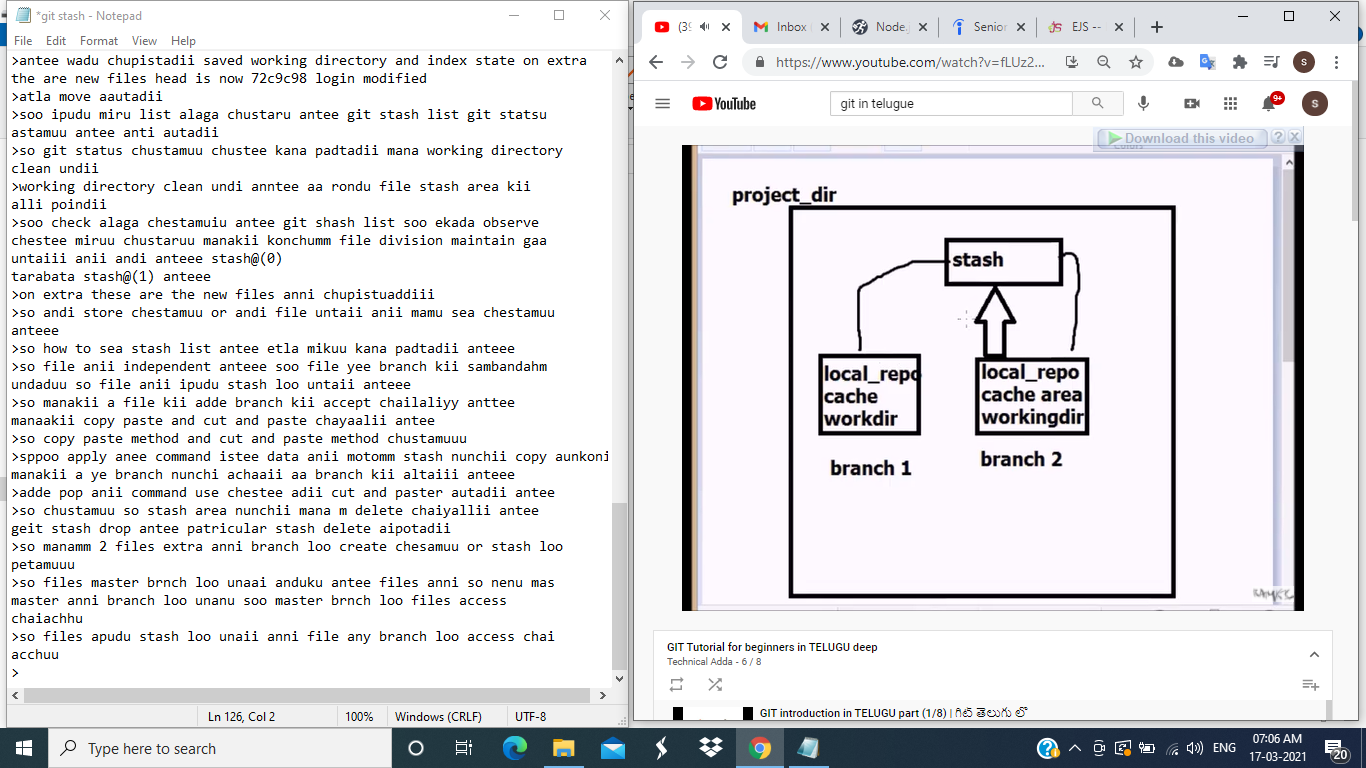 *git stash - Notepad
File Edit Format View Help
>antee wadu chupistadii saved working directory and index state on extra
the are new files head is now 72c9c98 login modified
>atla move aautadii
>soo ipudu miru list alaga chustaru antee git stash list git statsu
astamuu antee anti autadii
>so git status chustamuu chustee kana padtadii mana working directory
clean undii
>working directory clean undi anntee aa rondu file stash area kii
alli poindii
>soo check alaga chestamuiu antee git shash list soo ekada observe
chestee miruu chustaruu manakii konchumm file division maintain gaa
untaiii anii andi anteee stash@(0)
tarabata stash@(1) anteee
>on extra these are the new files anni chupistuaddiii
>so andi store chestamuu or andi file untaii anii mamu sea chestamuu
anteee
>so how to sea stash list antee etla mikuu kana padtadii anteee
>so file anii independent anteee soo file yee branch kii sambandahm
undaduu so file anii ipudu stash loo untaii anteee
>so manakii a file kii adde branch kii accept chailaliyy anttee
manaakii copy paste and cut and paste chayaalii antee
>so copy paste method and cut and paste method chustamuuu
>sppoo apply anee command istee data anii motomm stash nunchii copy aunkoni
manakii a ye branch nunchi achaaii aa branch kii altaiii anteee
>adde pop anii command use chestee adii cut and paster autadii antee
>so chustamuu so stash area nunchii mana m delete chaiyallii antee
geit stash drop antee patricular stash delete aipotadii
>so manamm 2 files extra anni branch loo create chesamuu or stash loo
petamuuu
>so files master brnch loo unaai anduku antee files anni so nenu mas
master anni branch loo unanu soo master brnch loo files access
chaiachhu
>so files apudu stash loo unaii anni file any branch loo access chai
acchuu
>
Ln 126, Col 2 100% Windows (CRLF) UTF-8
Inbox Node. Senior EJS --
https://www.youtube.com/watch?v=fLUz2...
S
YouTube
git in telugue
9+
S
Download this video ? X
project_dir
stash
local_repo
cache
workdir
local_repo
cache area
workingdir
branch 1
branch 2
GIT Tutorial for beginners in TELUGU deep
Technical Adda - 6 / 8
GIT introduction in TELUGU part (1/8) | గిట్ తెలుగు లొ
Type here to search
ENG
07:06 AM
17-03-2021
20